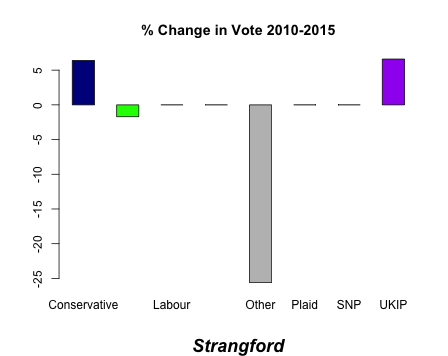 % Change in Vote 2010-2015
5
0
-5
-10
-15
-20
-25
Conservative Labour Other Plaid SNP UKIP
Strangford